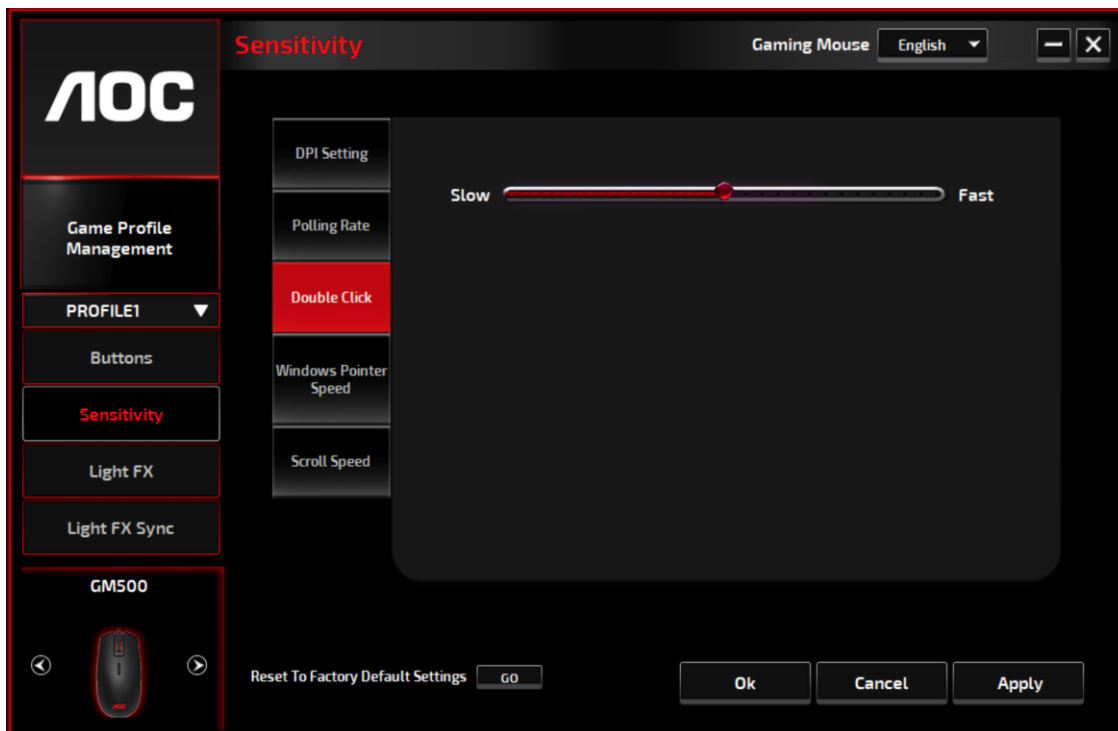 AOC
Sensitivity
Gaming Mouse English
Game Profile
Management
PROFILE1
Buttons
Sensitivity
Light FX
Light FX Sync
GM500
AOC
DPI Setting
Polling Rate
Double Click
Windows Pointer
Speed
Scroll Speed
Slow Fast
Reset To Factory Default Settings GO
Ok Cancel Apply